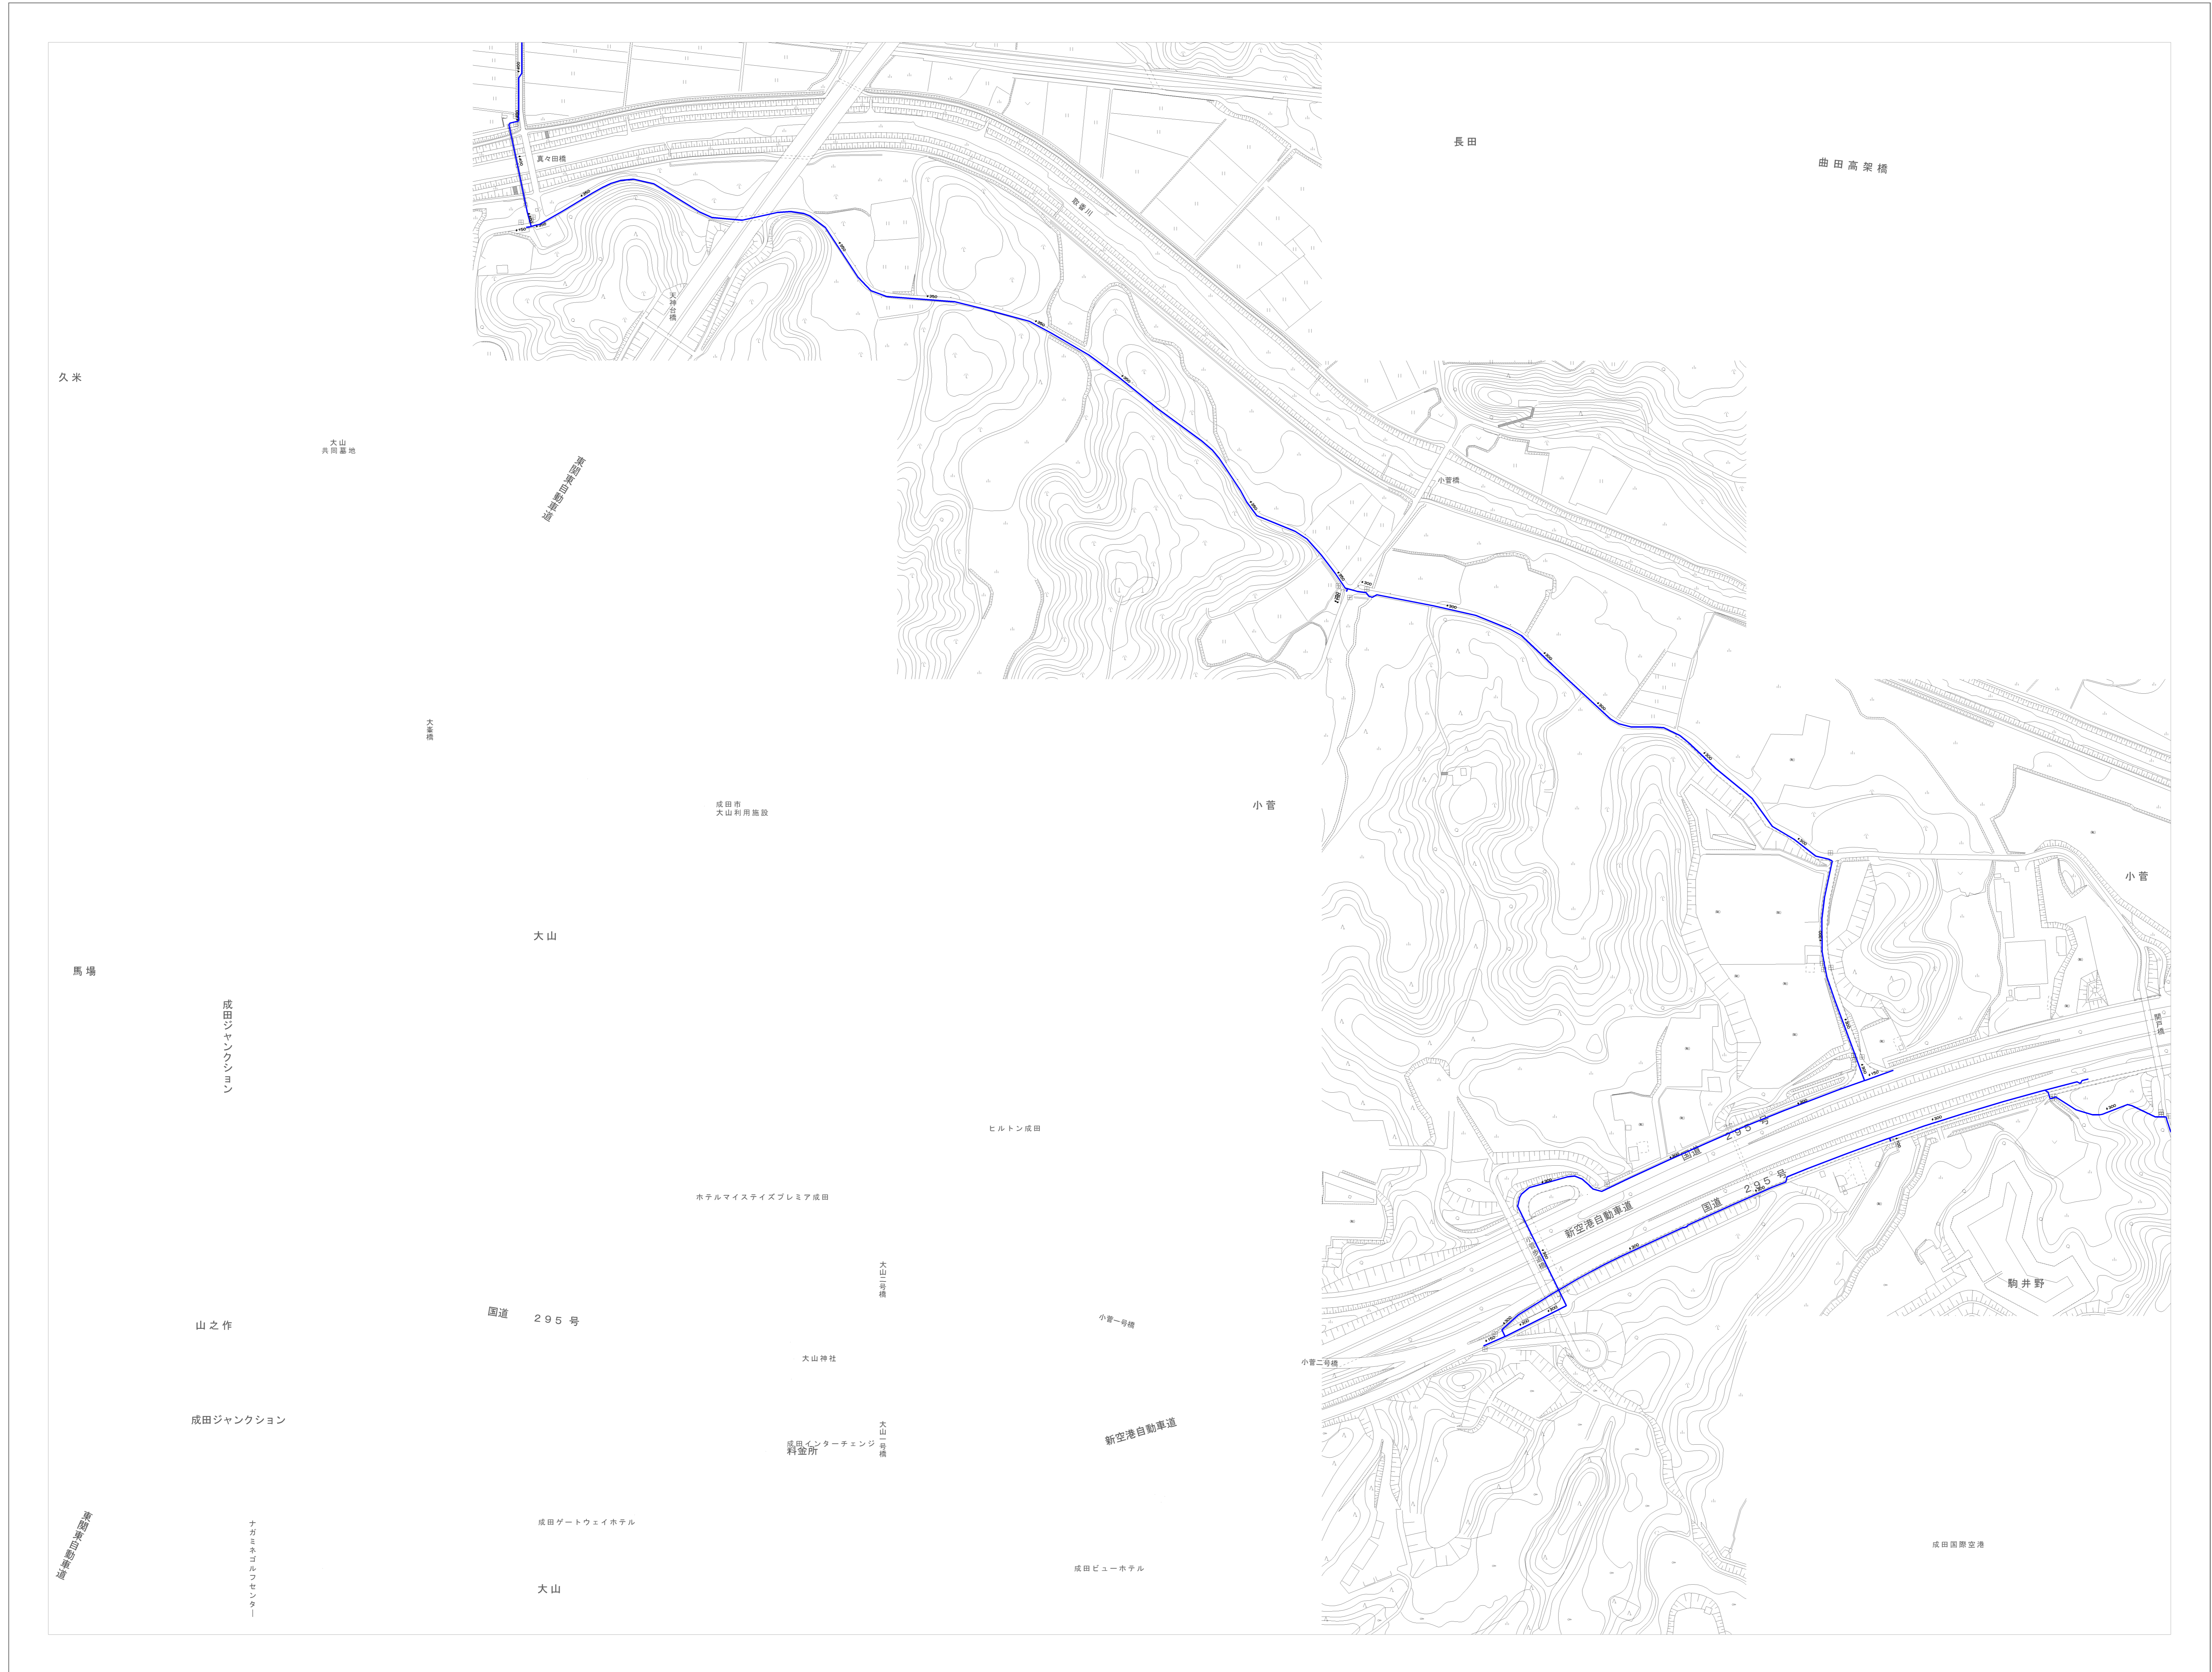 真々田橋
取香川
天神台橋
長田
曲田高架橋
久米
大山
共同墓地
東関東自動車道
小菅橋
大峯橋
成田市
大山利用施設
小菅
小菅
大山
馬場
成田ジャンクション
関戸橋
ヒルトン成田
国道 295 号
ホテルマイステイズプレミア成田
国道 295 号
新空港自動車道
駒井野
大山二号橋
国道 295 号
山之作
小菅一号橋
大山神社
小菅二号橋
成田ジャンクション
大山一号橋
成田インターチェンジ
料金所
新空港自動車道
東関東自動車道
ナガミネゴルフセンター
成田ゲートウェイホテル
成田国際空港
成田ビューホテル
大山